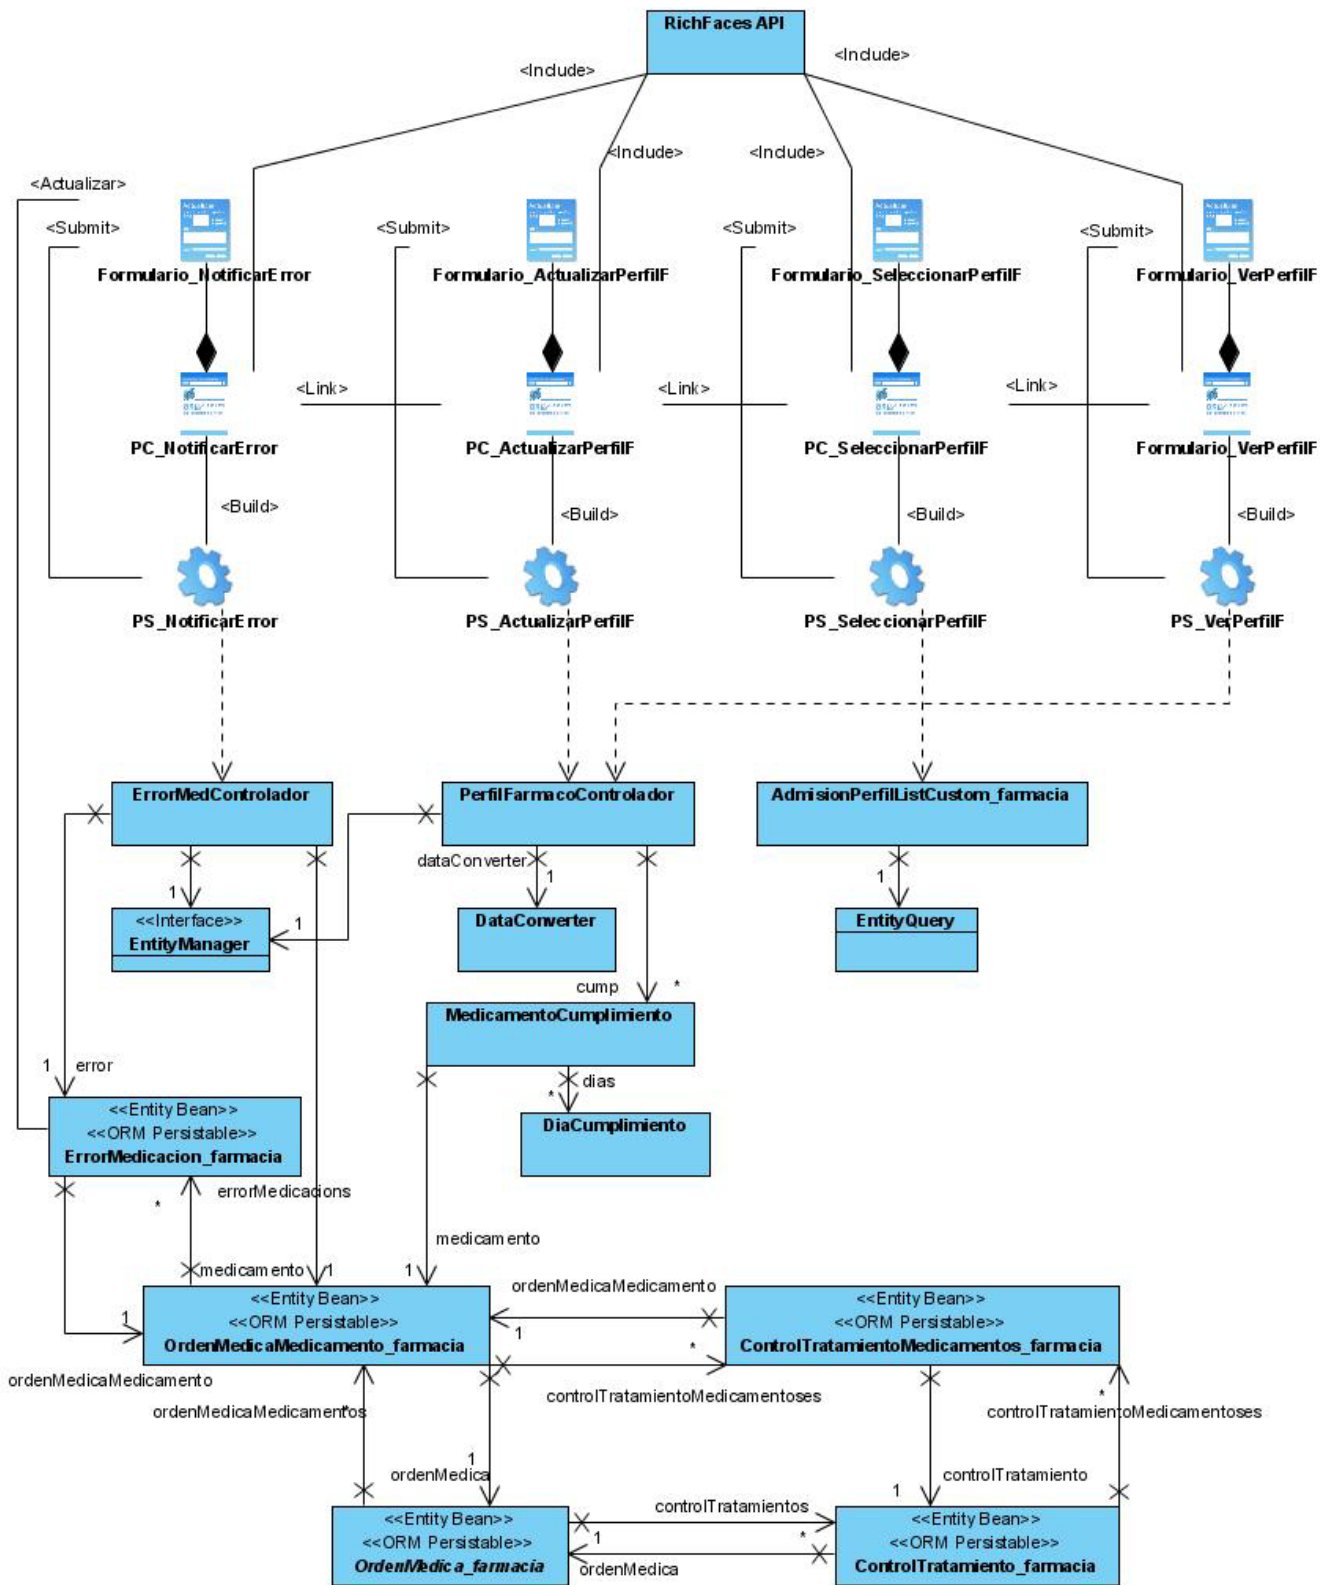 RichFaces API
<Include>
<Include>
<Include>
<Include>
<Actualizar>
<Submit>
<Submit>
<Submit>
<Submit>
Formulario_NotificarError
Formulario_ActualizarPerfilF
Formulario_SeleccionarPerfilF
Formulario_VerPerfilF
<Link>
<Link>
<Link>
PC_NotificarError
PC_ActualizarPerfilF
PC_SeleccionarPerfilF
Formulario_VerPerfilF
<Build>
<Build>
<Build>
<Build>
PS_NotificarError
PS_ActualizarPerfilF
PS_SeleccionarPerfilF
PS_VerPerfilF
ErrorMedControlador
PerfilFarmacoControlador
AdmisionPerfilListCustom_farmacia
dataConverter
1
1
1
1
<<Interface>>
EntityManager
DataConverter
EntityQuery
cump
*
MedicamentoCumplimiento
1
error
dias
*
<<Entity Bean>>
<<ORM Persistable>>
ErrorMedicacion_farmacia
DiaCumplimiento
errorMedicacions
*
medicamento
medicamento
1
1
ordenMedicaMedicamento
1
1
<<Entity Bean>>
<<ORM Persistable>>
OrdenMedicaMedicamento_farmacia
<<Entity Bean>>
<<ORM Persistable>>
ControlTratamientoMedicamentos_farmacia
*
ordenMedicaMedicamento
ordenMedicaMedicamentos
*
controlTratamientoMedicamentoses
*
controlTratamientoMedicamentoses
1
ordenMedica
controlTratamiento
1
controlTratamientos
<<Entity Bean>>
<<ORM Persistable>>
OrdenMedica_farmacia
1
*
ordenMedica
<<Entity Bean>>
<<ORM Persistable>>
ControlTratamiento_farmacia